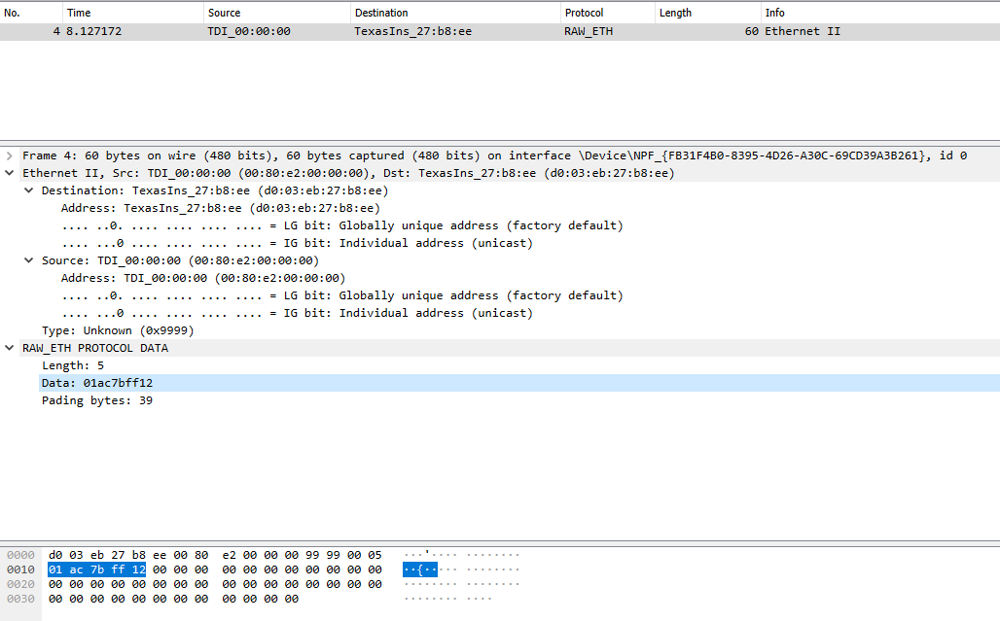 No. Time Source Destination Protocol Length Info
4 8.127172 TDI_00:00:00 TexasIns_27:b8:ee RAW_ETH 60 Ethernet II
Frame 4: 60 bytes on wire (480 bits), 60 bytes captured (480 bits) on interface \Device\NPF_{FB31F4B0-8395-4D26-A30C-69CD39A3B261}, id 0
Ethernet II, Src: TDI_00:00:00 (00:80:e2:00:00:00), Dst: TexasIns_27:b8:ee (d0:03:eb:27:b8:ee)
Destination: TexasIns_27:b8:ee (d0:03:eb:27:b8:ee)
Address: TexasIns_27:b8:ee (d0:03:eb:27:b8:ee)
.... ..0. .... .... .... .... = LG bit: Globally unique address (factory default)
.... ...0 .... .... .... .... = IG bit: Individual address (unicast)
Source: TDI_00:00:00 (00:80:e2:00:00:00)
Address: TDI_00:00:00 (00:80:e2:00:00:00)
.... ..0. .... .... .... .... = LG bit: Globally unique address (factory default)
.... ...0 .... .... .... .... = IG bit: Individual address (unicast)
Type: Unknown (0x9999)
RAW_ETH PROTOCOL DATA
Length: 5
Data: 01ac7bff12
Pading bytes: 39
0000 d0 03 eb 27 b8 ee 00 80 e2 00 00 00 99 99 00 05 ···'···· ········
0010 01 ac 7b ff 12 00 00 00 00 00 00 00 00 00 00 00 ··{····· ········
0020 00 00 00 00 00 00 00 00 00 00 00 00 00 00 00 00 ········ ········
0030 00 00 00 00 00 00 00 00 00 00 00 00 ········ ····